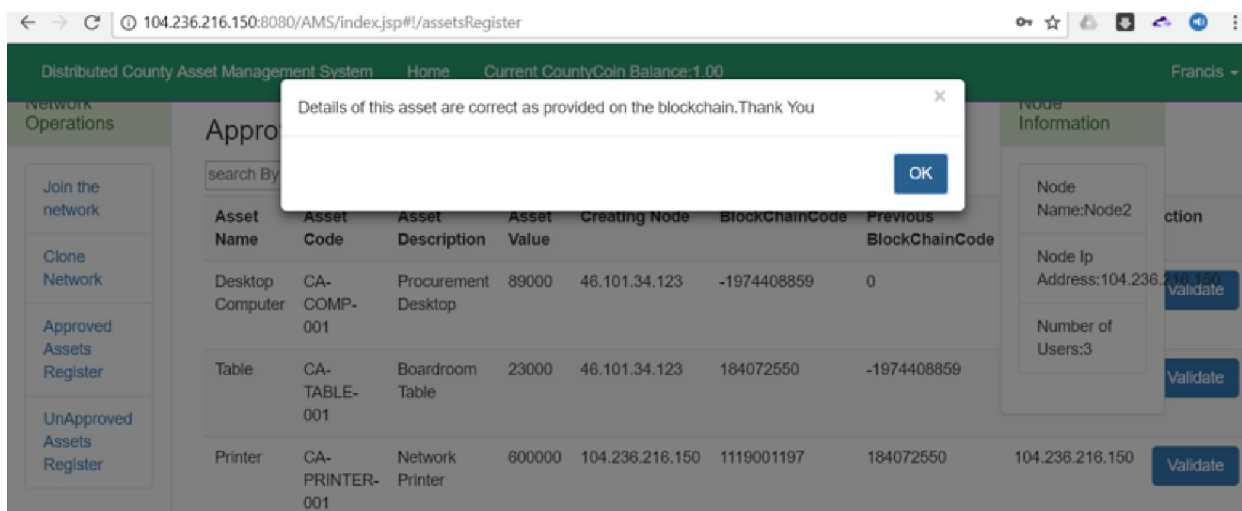 104.236.216.150:8080/AMS/index.jsp#!/assetsRegister
Distributed County Asset Management System Home Current CountyCoin Balance:1.00 Francis
Details of this asset are correct as provided on the blockchain.Thank You
×
OK
Network
Operations
Join the
network
Clone
Network
Approved
Assets
Register
UnApproved
Assets
Register
Appro
search By
Asset Asset Asset Asset Creating Node BlockChainCode Previous ction
Name Code Description Value BlockChainCode
Desktop CA- Procurement 89000 46.101.34.123 -1974408859 0 Validate
Computer COMP- Desktop
001
Table CA- Boardroom 23000 46.101.34.123 184072550 -1974408859 Validate
TABLE- Table
001
Printer CA- Network 600000 104.236.216.150 1119001197 184072550 104.236.216.150 Validate
PRINTER- Printer
001
Node
Information
Node
Name:Node2
Node Ip
Address:104.236.216.150
Number of
Users:3